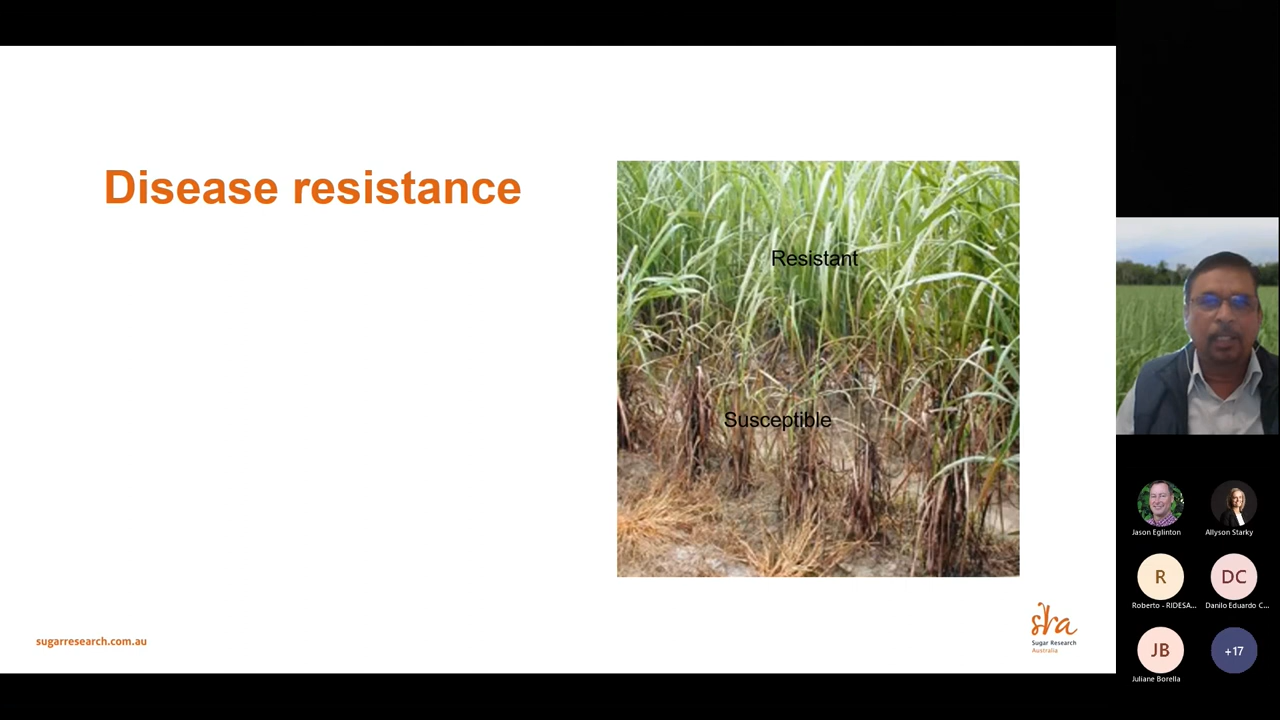 Disease resistance
Resistant
Susceptible
sugarresearch.com.au
sra
Sugar Research
Australia
Jason Eglinton
Allyson Starky
R
DC
Roberto - RIDESA...
Danilo Eduardo C...
JB
+17
Juliane Borella